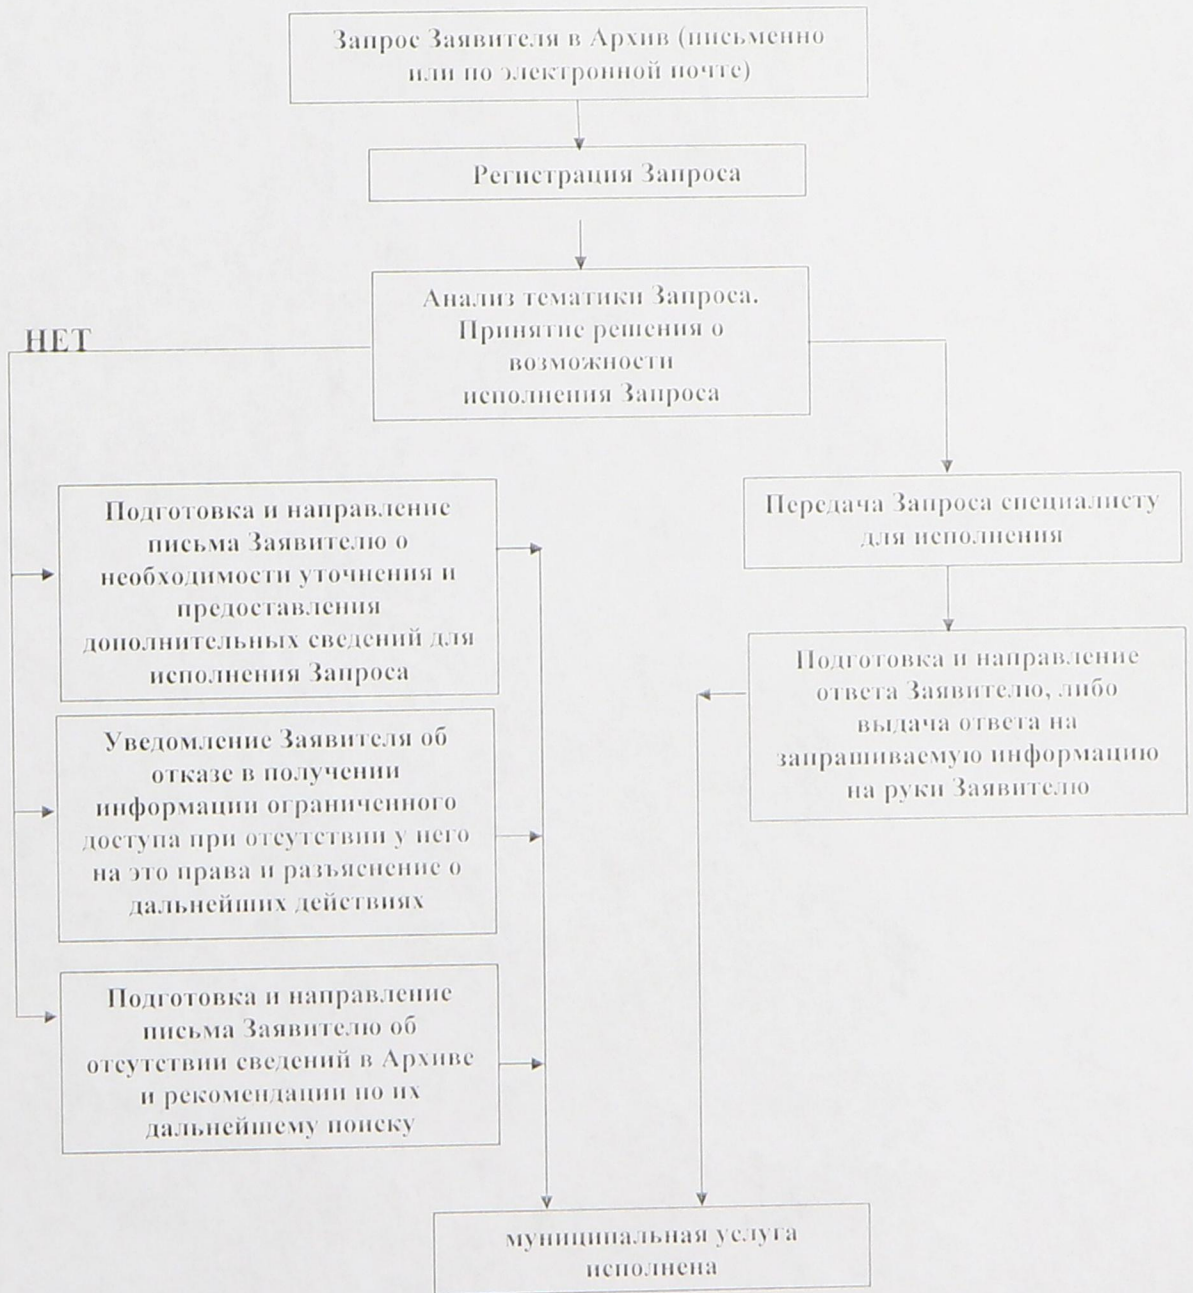 Запрос Заявителя в Архив (письменно
или по электронной почте)
Регистрация Запроса
Анализ тематики Запроса.
Принятие решения о
возможности
исполнения Запроса
НЕТ
Подготовка и направление
письма Заявителю о
необходимости уточнения и
предоставления
дополнительных сведений для
исполнения Запроса
Передача Запроса специалисту
для исполнения
Подготовка и направление
ответа Заявителю, либо
выдача ответа на
запрашиваемую информацию
на руки Заявителю
Уведомление Заявителя об
отказе в получении
информации ограниченного
доступа при отсутствии у него
на это права и разъяснение о
дальнейших действиях
Подготовка и направление
письма Заявителю об
отсутствии сведений в Архиве
и рекомендации по их
дальнейшему поиску
муниципальная услуга
исполнена